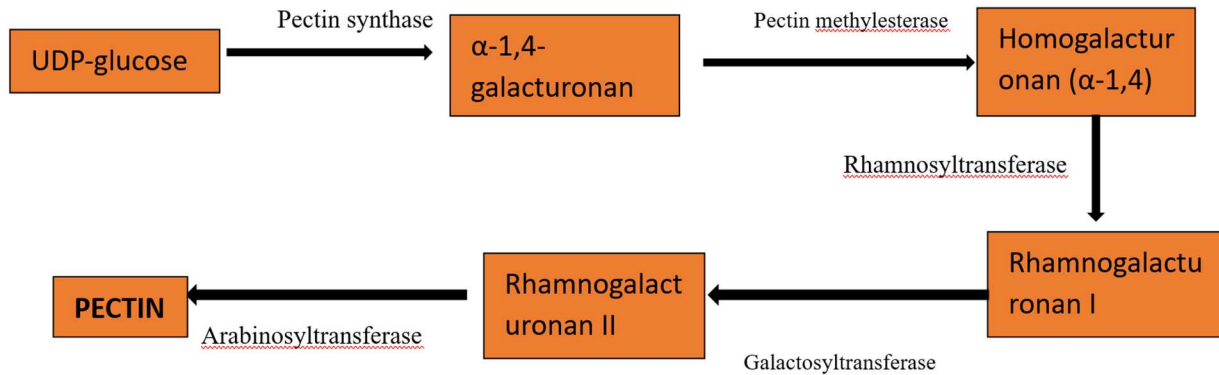 UDP-glucose
Pectin synthase
α-1,4-
galacturonan
Pectin methylesterase
Homogalactur
onan (α-1,4)
Rhamnosyltransferase
Rhamnogalactu
ronan I
Galactosyltransferase
Rhamnogalact
uronan II
Arabinosyltransferase
PECTIN